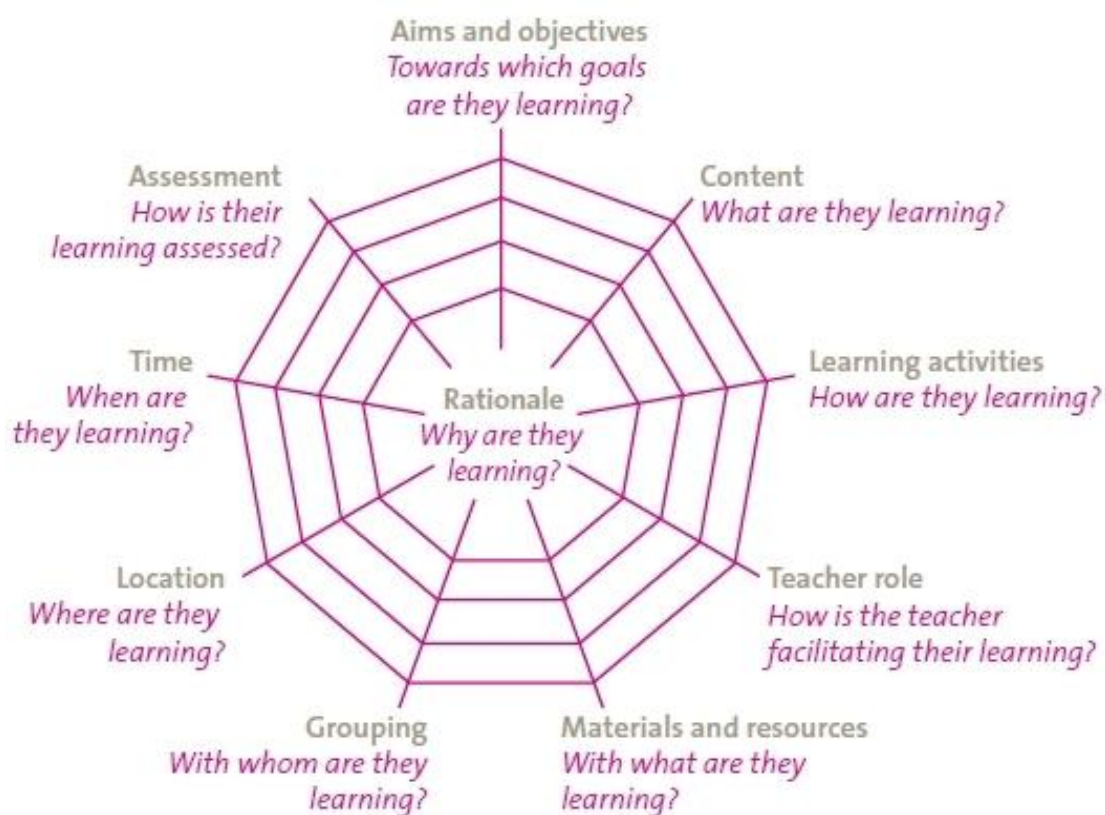 Aims and objectives
Towards which goals
are they learning?
Content
What are they learning?
Learning activities
How are they learning?
Teacher role
How is the teacher
facilitating their learning?
Materials and resources
With what are they
learning?
Grouping
With whom are they
learning?
Location
Where are they
learning?
Time
When are
they learning?
Assessment
How is their
learning assessed?
Rationale
Why are they
learning?